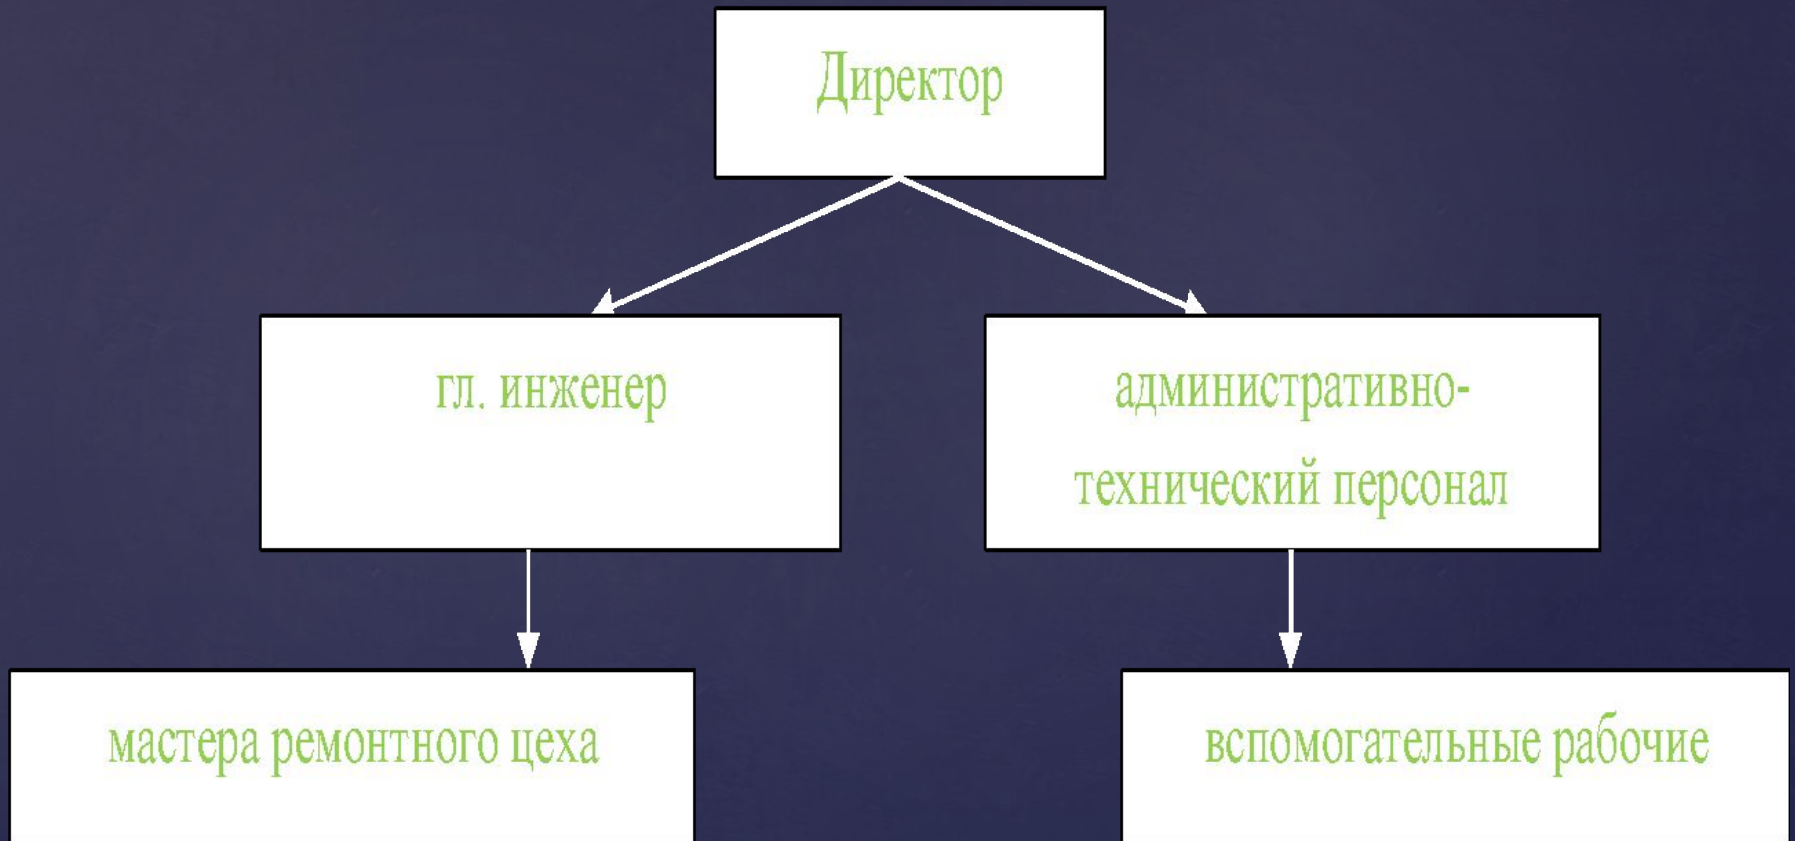 Директор
гл. инженер
административно-
технический персонал
мастера ремонтного цеха
вспомогательные рабочие